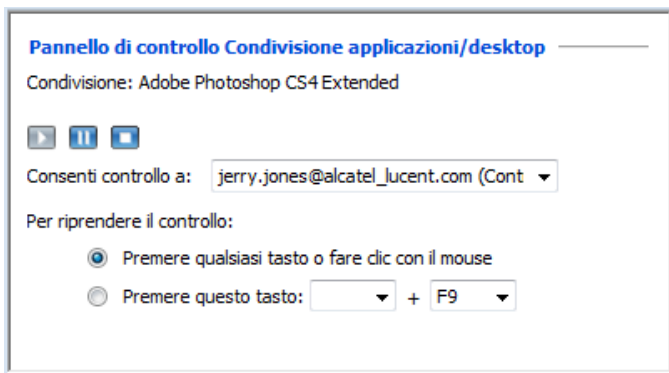 Pannello di controllo Condivisione applicazioni/desktop
Condivisione: Adobe Photoshop CS4 Extended
Consenti controllo a: jerry.jones@alcatel_lucent.com (Cont
Per riprendere il controllo:
Premere qualsiasi tasto o fare clic con il mouse
Premere questo tasto: + F9